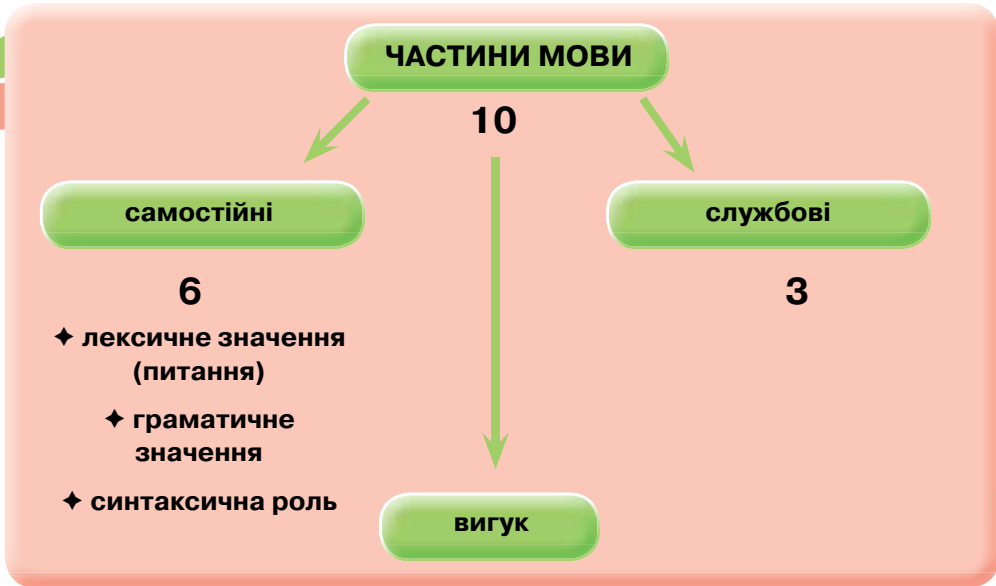 ЧАСТИНИ МОВИ
10
самостійні
службові
6
3
✦ лексичне значення
(питання)
✦ граматичне
значення
✦ синтаксична роль
вигук